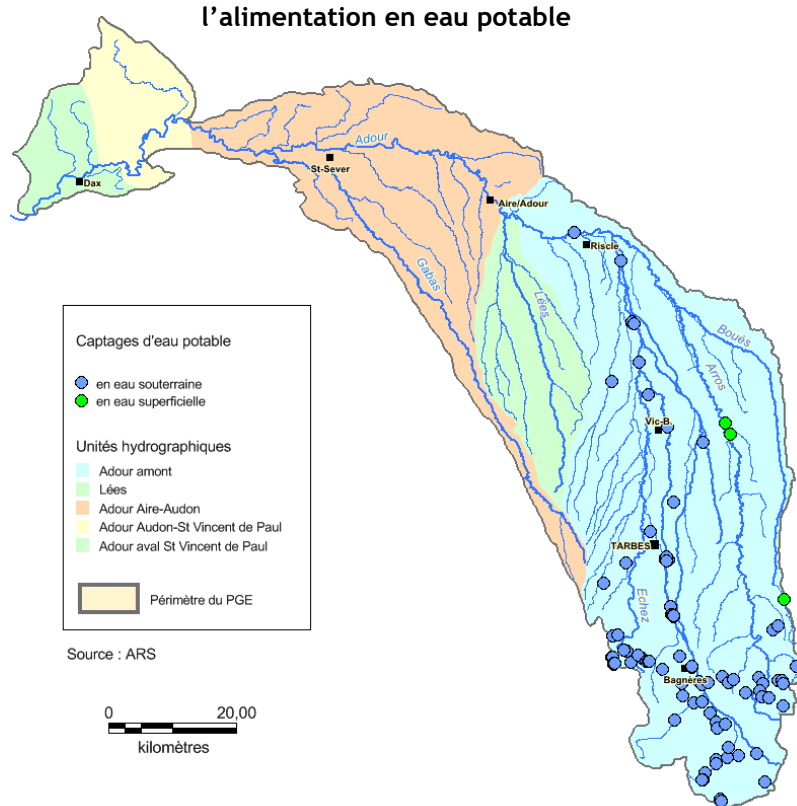 l’alimentation en eau potable
Adour
St-Sever
Dax
Aire/Adour
Riscle
Gabas
Lées
Bouès
Arros
Vic-B.
TARBES
Echez
Bagnères
Captages d'eau potable
en eau souterraine
en eau superficielle
Unités hydrographiques
Adour amont
Lées
Adour Aire-Audon
Adour Audon-St Vincent de Paul
Adour aval St Vincent de Paul
Périmètre du PGE
Source : ARS
0 20,00
kilomètres